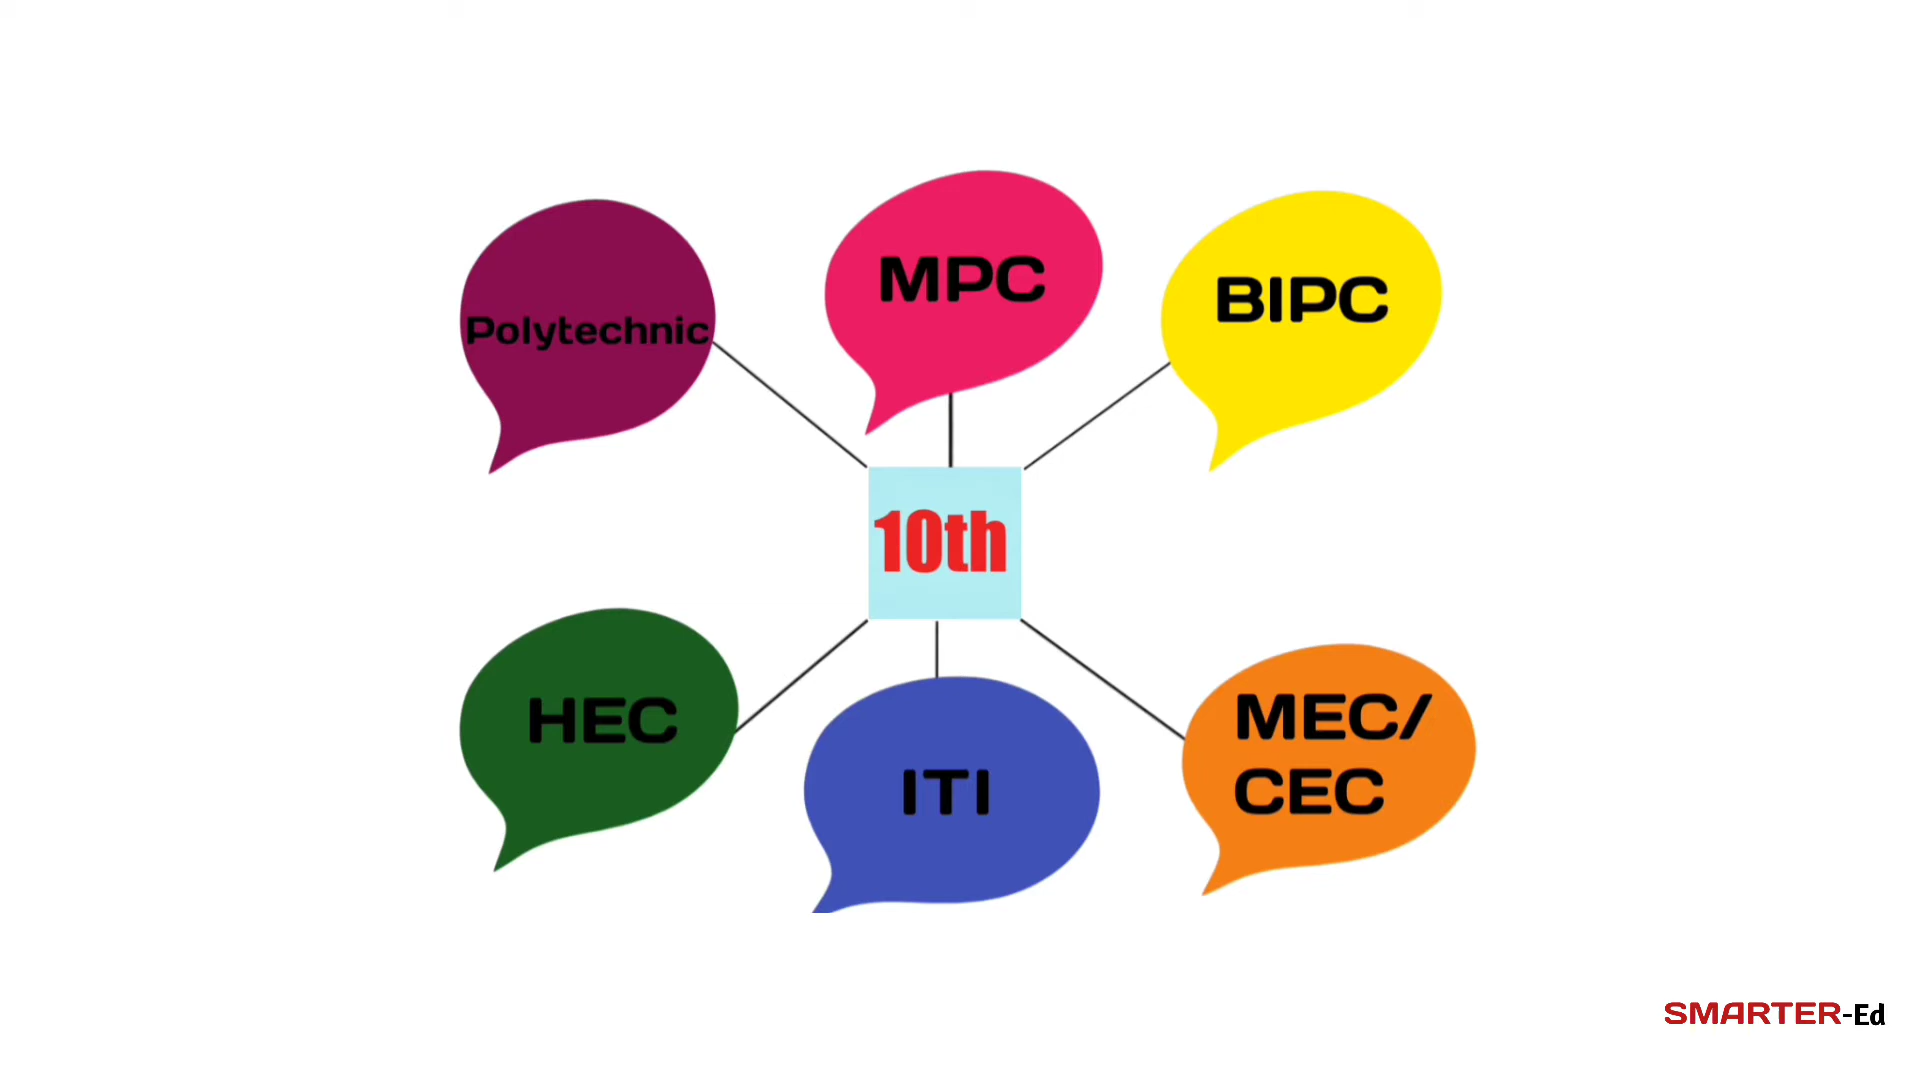 Polytechnic
MPC
BIPC
10th
HEC
ITI
MEC/
CEC
SMARTER-Ed